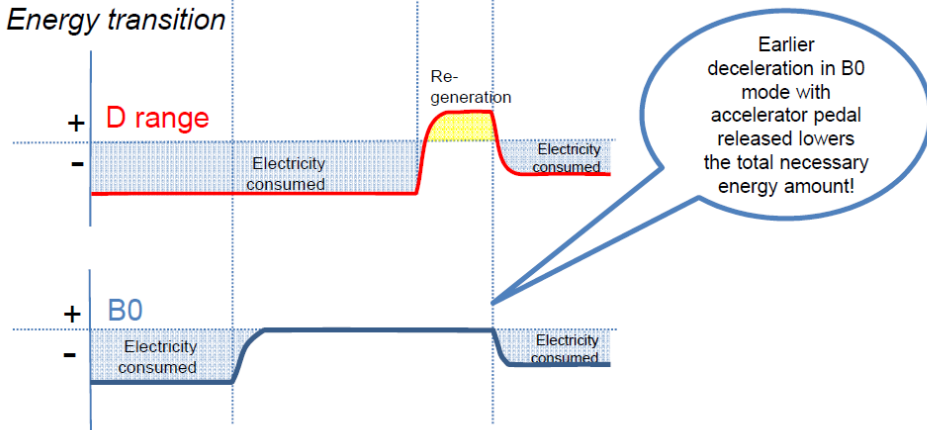 Energy transition
Earlier
deceleration in B0
mode with
accelerator pedal
released lowers
the total necessary
energy amount!
Re-
generation
+
D range
-
Electricity
consumed
Electricity
consumed
+
B0
-
Electricity
consumed
Electricity
consumed